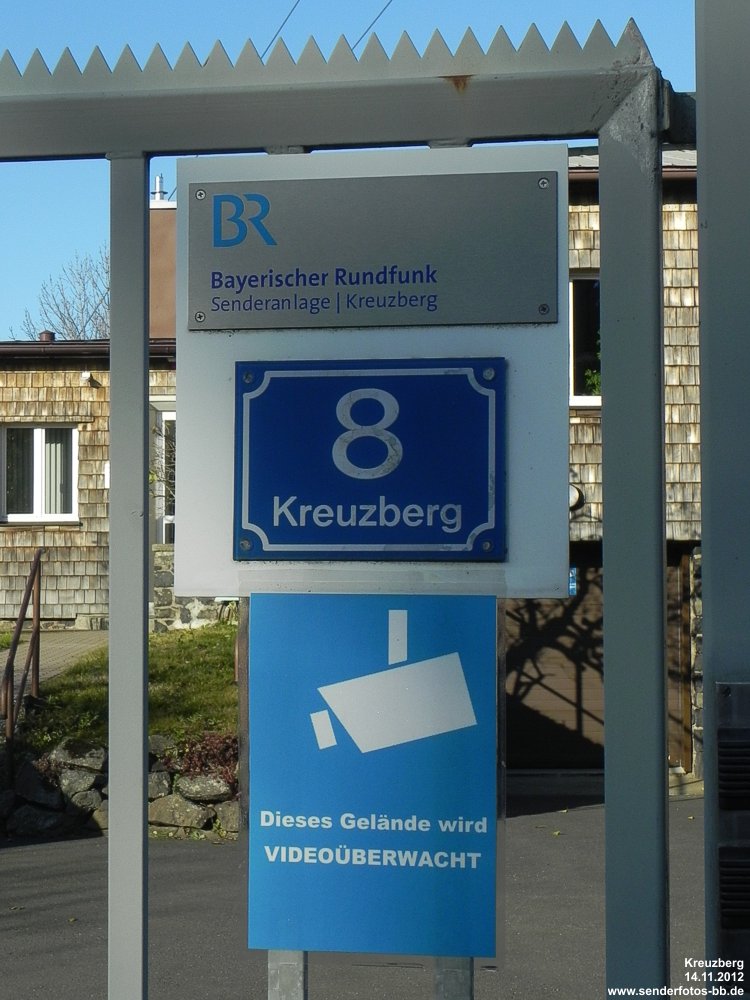 BR
Bayerischer Rundfunk
Senderanlage | Kreuzberg
8
Kreuzberg
Dieses Gelände wird
VIDEOÜBERWACHT
Kreuzberg
14.11.2012
www.senderfotos-bb.de